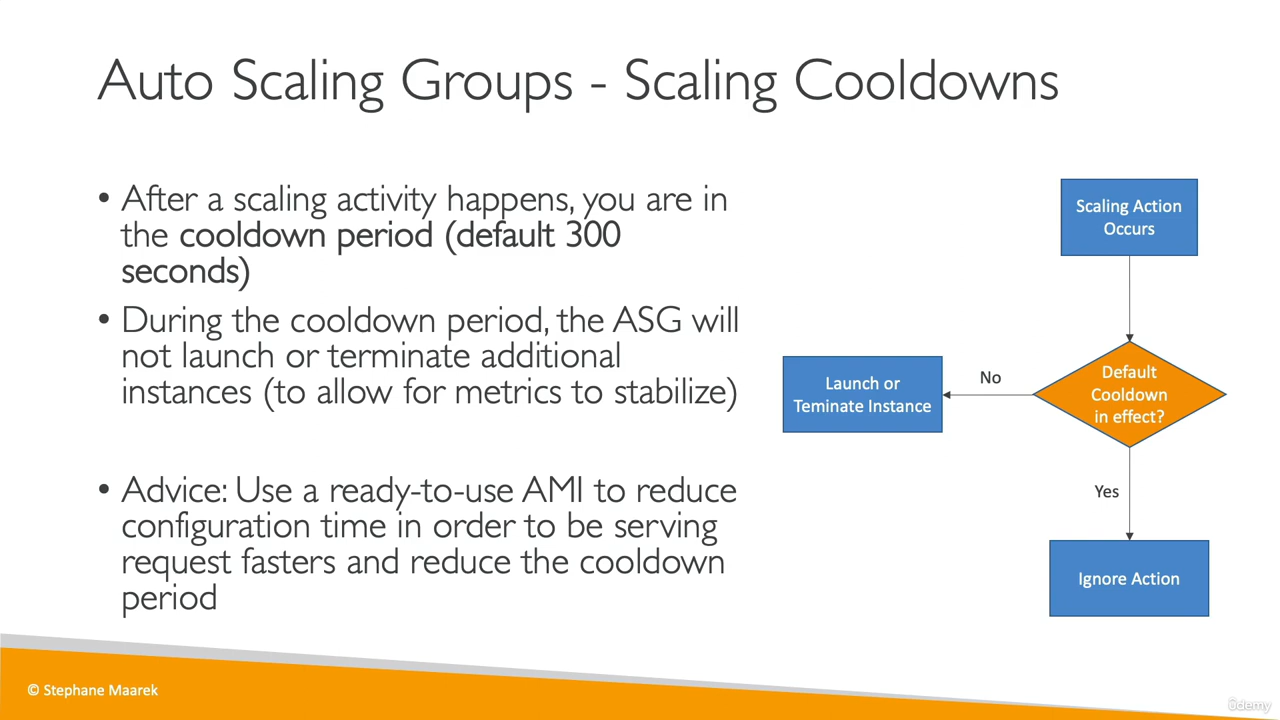 Auto Scaling Groups - Scaling Cooldowns
• After a scaling activity happens, you are in
the cooldown period (default 300
seconds)
• During the cooldown period, the ASG will
not launch or terminate additional
instances (to allow for metrics to stabilize)
• Advice: Use a ready-to-use AMI to reduce
configuration time in order to be serving
request fasters and reduce the cooldown
period
Scaling Action
Occurs
Default
Cooldown
in effect?
No
Launch or
Teminate Instance
Yes
Ignore Action
© Stephane Maarek
ûdemy